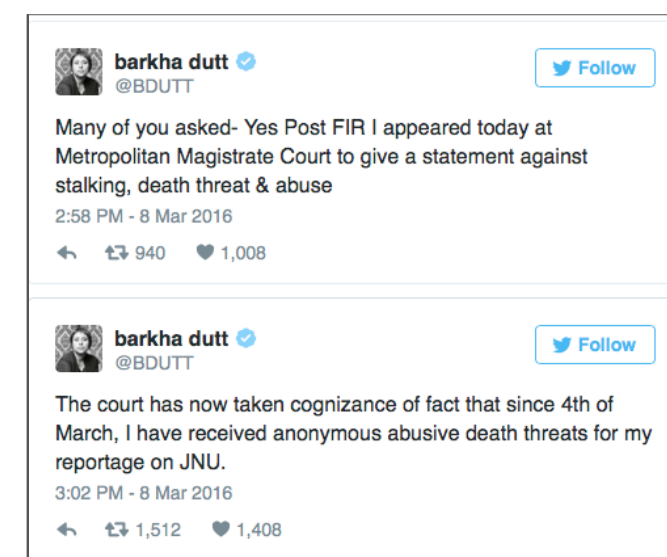 barkha dutt
Follow
@BDUTT
Many of you asked- Yes Post FIR I appeared today at
Metropolitan Magistrate Court to give a statement against
stalking, death threat & abuse
2:58 PM - 8 Mar 2016
940 1,008
barkha dutt
Follow
@BDUTT
The court has now taken cognizance of fact that since 4th of
March, I have received anonymous abusive death threats for my
reportage on JNU.
3:02 PM - 8 Mar 2016
1,512 1,408